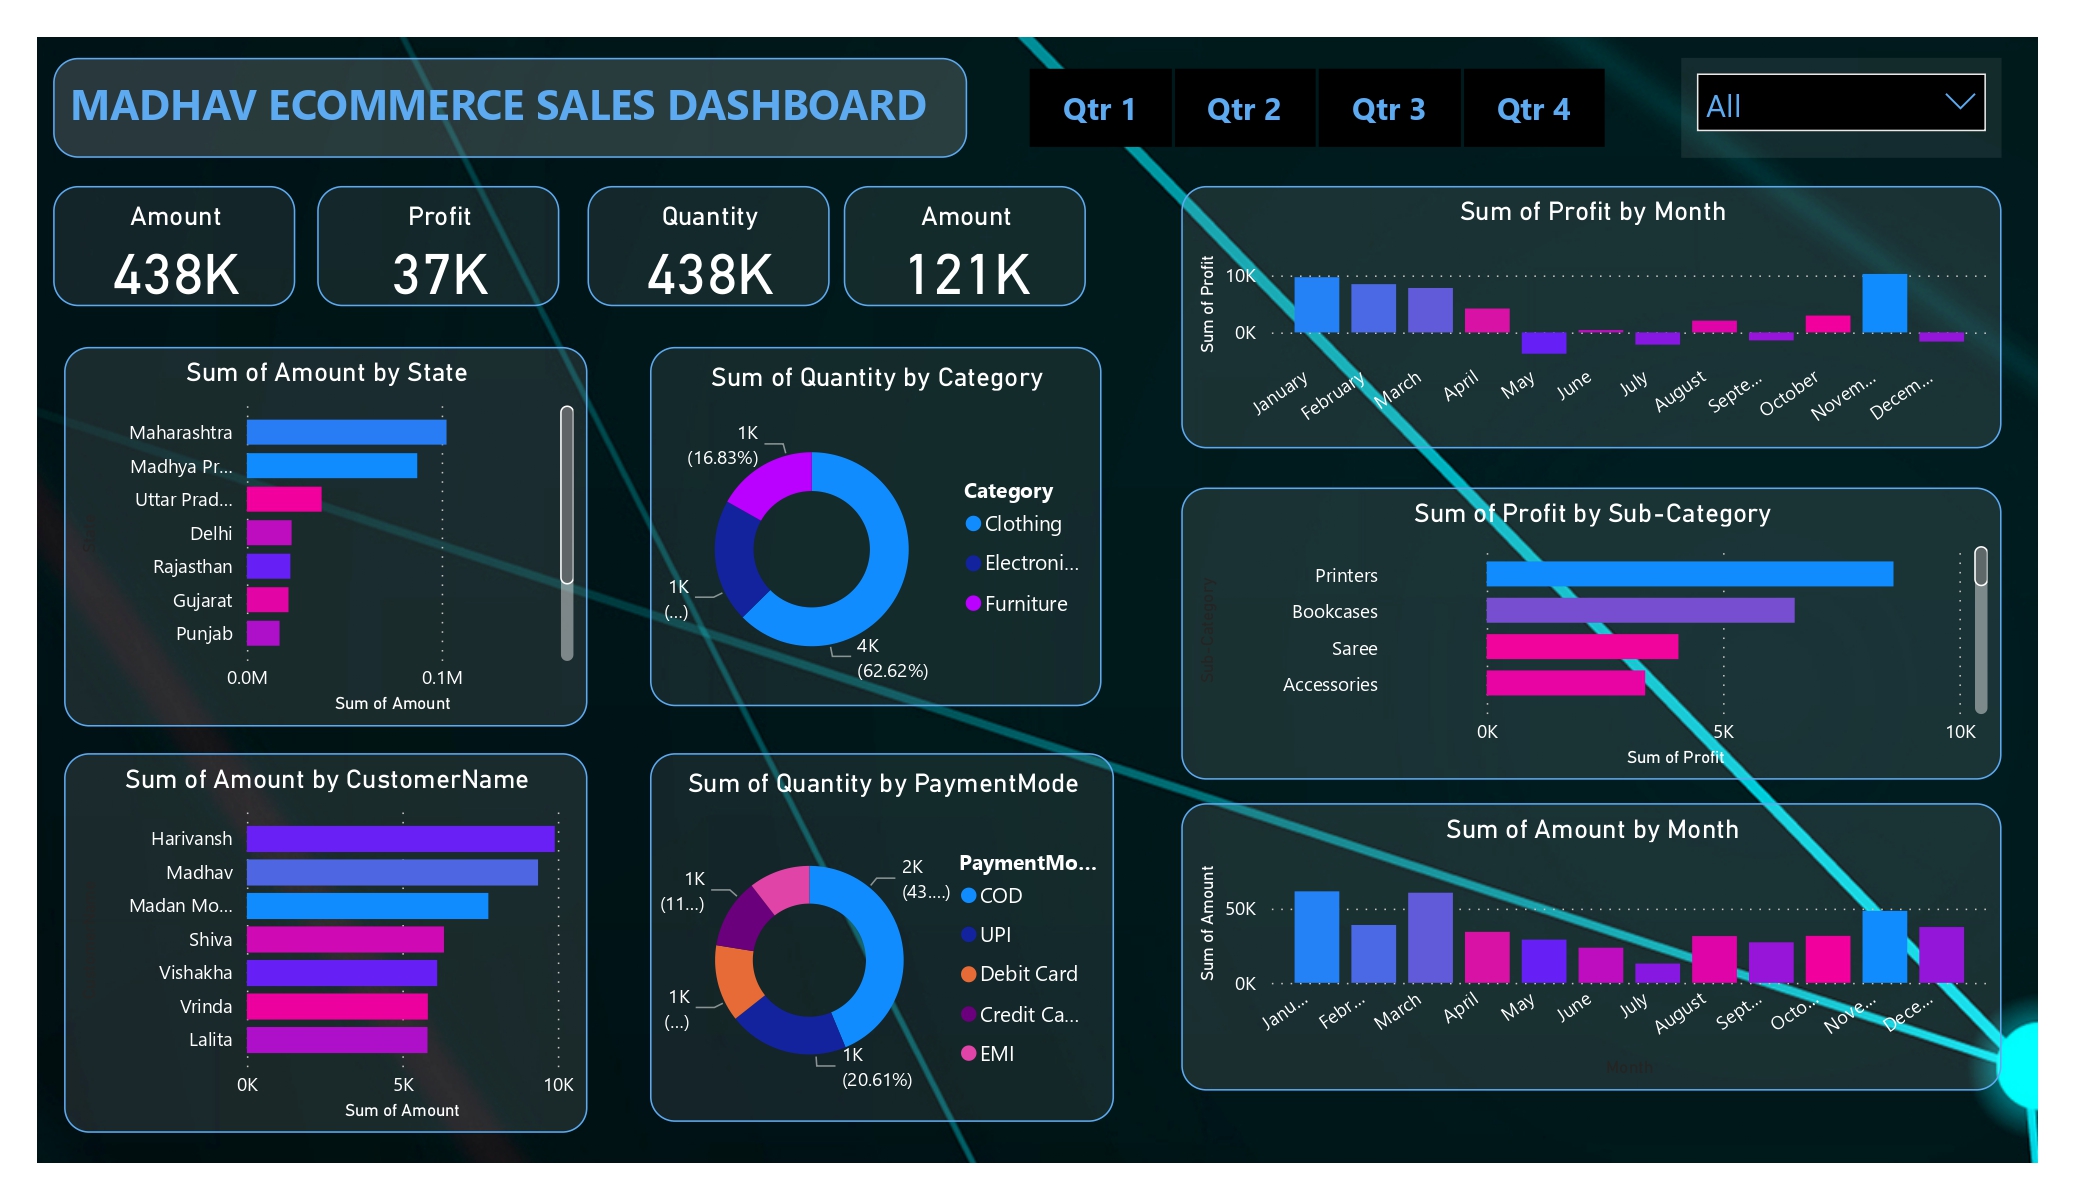 MADHAV ECOMMERCE SALES DASHBOARD
Qtr 1
Qtr 2
Qtr 3
Qtr 4
All
Amount
438K
Profit
37K
Quantity
438K
Amount
121K
Sum of Profit by Month
Sum of Profit
10K
0K
January
February
March
April
May
June
July
August
Septe...
October
Novem...
Decem...
Sum of Amount by State
State
Maharashtra
Madhya Pr...
Uttar Prad...
Delhi
Rajasthan
Gujarat
Punjab
0.0M
0.1M
Sum of Amount
Sum of Quantity by Category
1K
(16.83%)
1K
(...)
4K
(62.62%)
Category
Clothing
Electroni...
Furniture
Sum of Profit by Sub-Category
Sub-Category
Printers
Bookcases
Saree
Accessories
0K
5K
10K
Sum of Profit
Sum of Amount by CustomerName
Harivansh
Madhav
Madan Mo...
Shiva
Vishakha
Vrinda
Lalita
0K
5K
10K
Sum of Amount
Sum of Quantity by PaymentMode
1K
(11...)
2K
(43....)
1K
(...)
1K
(20.61%)
PaymentMo...
COD
UPI
Debit Card
Credit Ca...
EMI
Sum of Amount by Month
Sum of Amount
50K
0K
Janu...
Febr...
March
April
May
June
July
August
Sept...
Octo...
Nove...
Dece...
Month